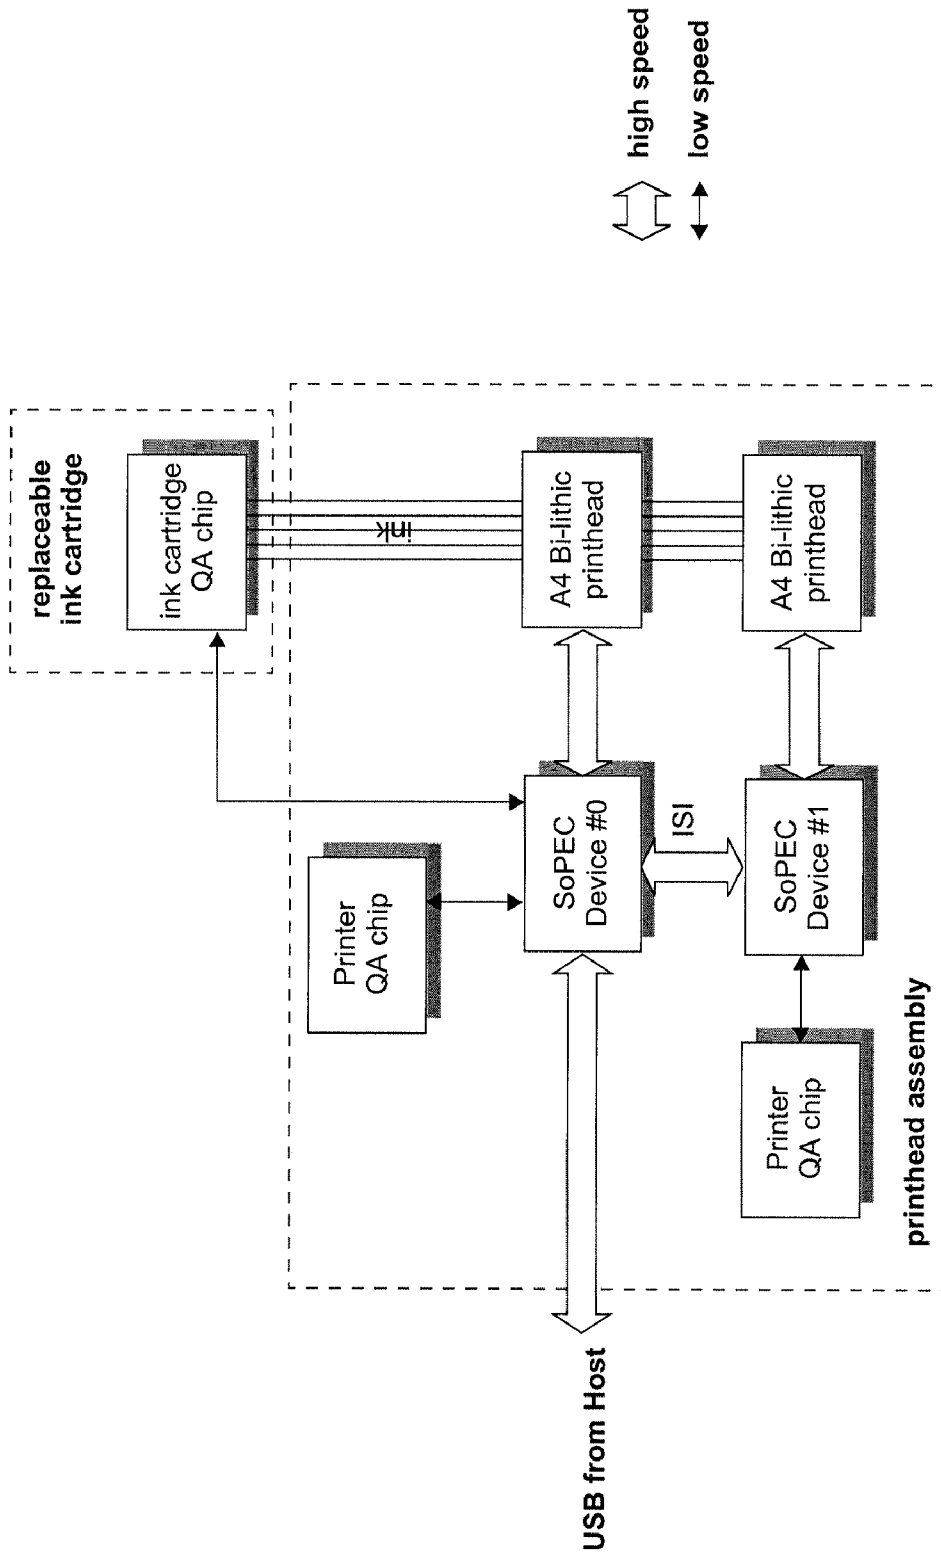 replaceable
ink cartridge
ink cartridge
QA chip
ink
Printer
QA chip
SoPEC
Device #0
A4 Bi-lithic
printhead
ISI
USB from Host
Printer
QA chip
SoPEC
Device #1
A4 Bi-lithic
printhead
printhead assembly
high speed
low speed